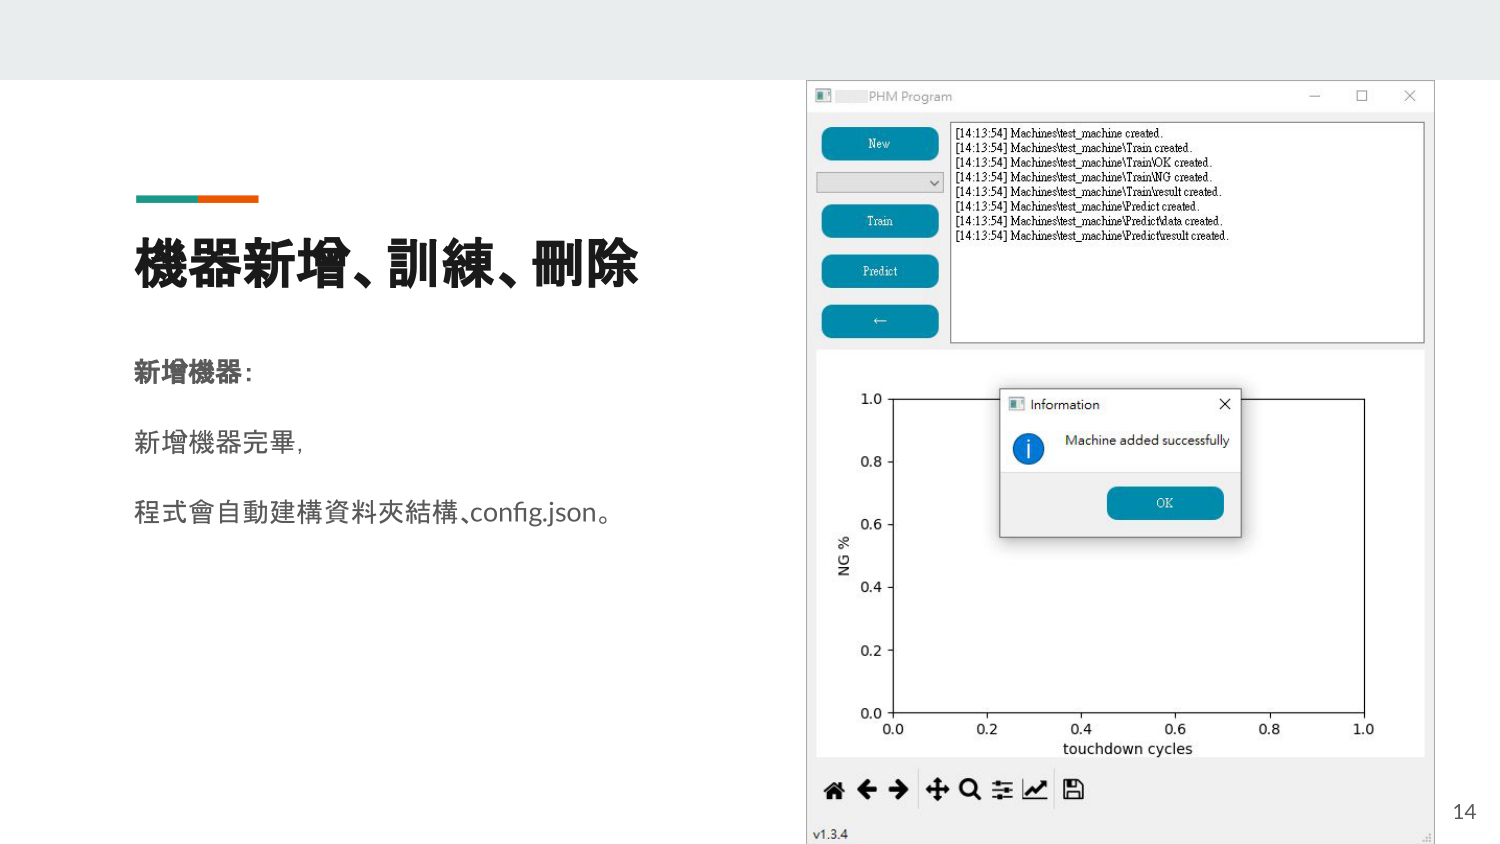 機器新增、訓練、刪除
新增機器：
新增機器完畢，
程式會自動建構資料夾結構、config.json。
PHM Program
New
Train
Predict
←
[14:13:54] Machines\test_machine created.
[14:13:54] Machines\test_machine\Train created.
[14:13:54] Machines\test_machine\Train\OK created.
[14:13:54] Machines\test_machine\Train\NG created.
[14:13:54] Machines\test_machine\Train\result created.
[14:13:54] Machines\test_machine\Predict created.
[14:13:54] Machines\test_machine\Predict\data created.
[14:13:54] Machines\test_machine\Predict\result created.
Information
Machine added successfully
OK
1.0
0.8
0.6
0.4
0.2
0.0
NG %
0.0 0.2 0.4 0.6 0.8 1.0
touchdown cycles
v1.3.4
14